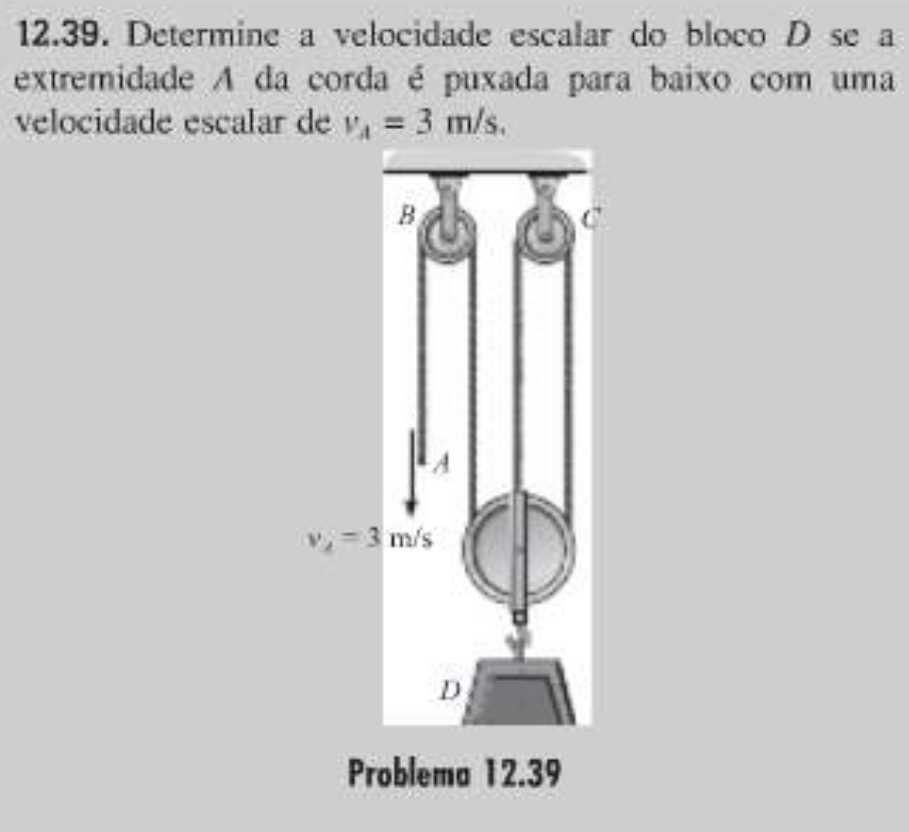 12.39. Determine a velocidade escalar do bloco D se a
extremidade A da corda é puxada para baixo com uma
velocidade escalar de v_A = 3 m/s.
B
C
A
v_A = 3 m/s
D
Problema 12.39